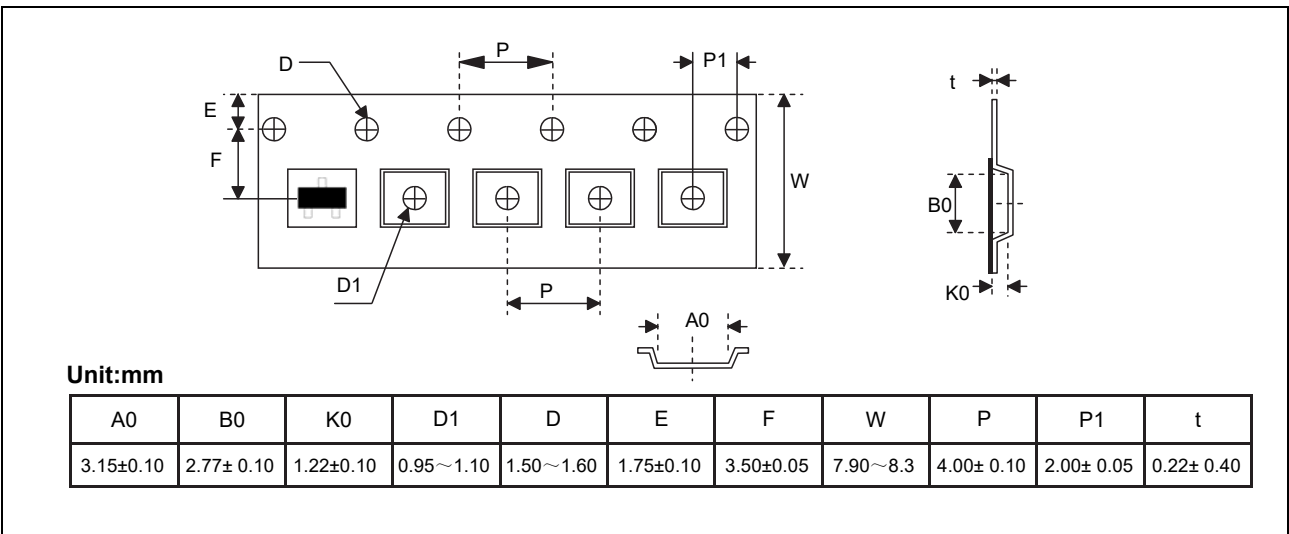 P
P1
D
t
E
F
W
B0
D1
P
K0
A0
Unit:mm
A0 B0 K0 D1 D E F W P P1 t
3.15±0.10 2.77± 0.10 1.22±0.10 0.95～1.10 1.50～1.60 1.75±0.10 3.50±0.05 7.90～8.3 4.00± 0.10 2.00± 0.05 0.22± 0.40